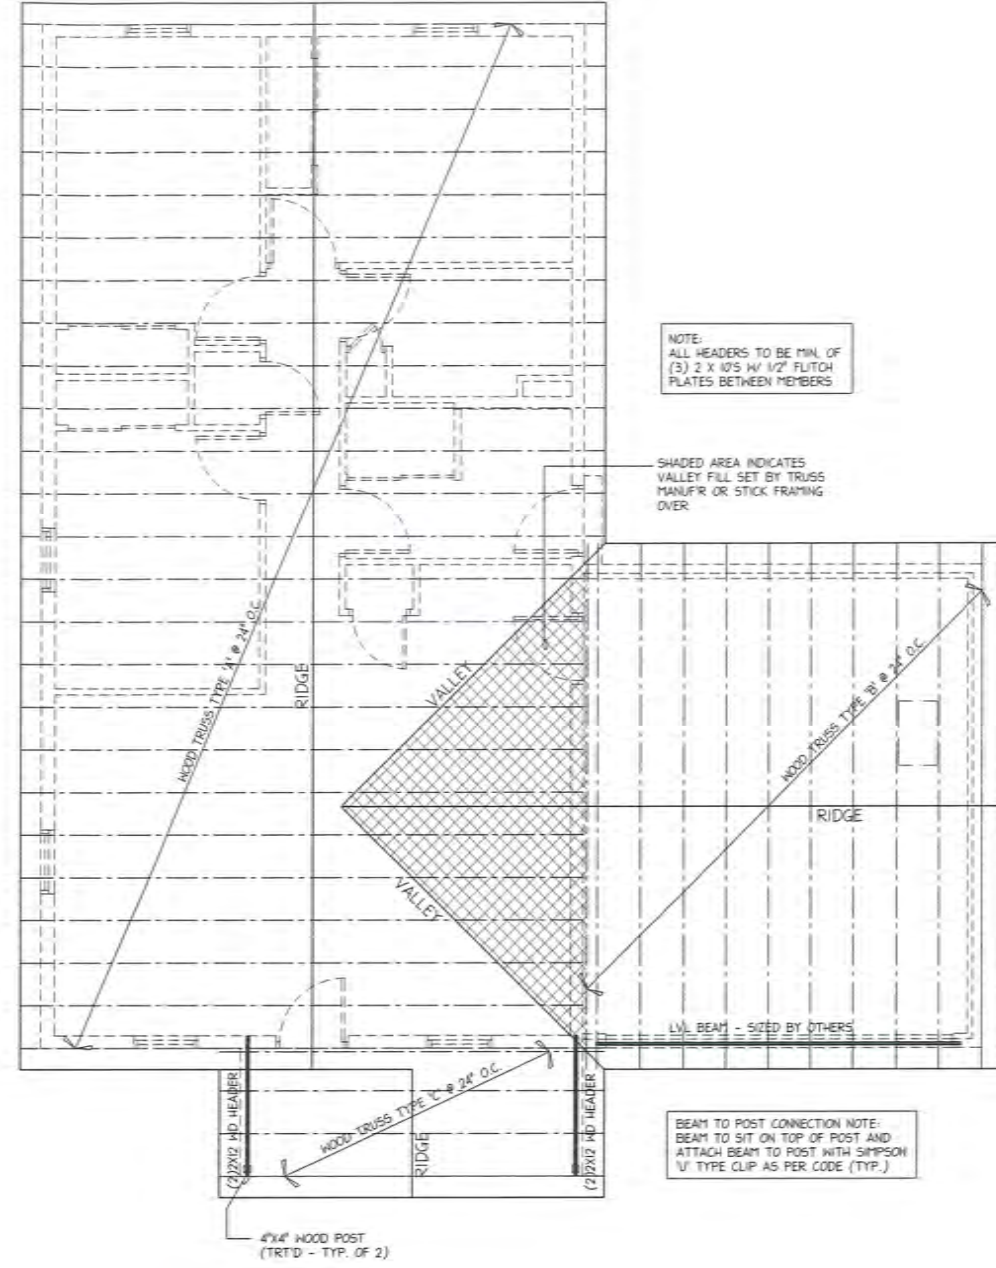 NOTE:
ALL HEADERS TO BE MIN. OF
(3) 2 X 10'S W/ 1/2" FLITCH
PLATES BETWEEN MEMBERS
SHADED AREA INDICATES
VALLEY FILL SET BY TRUSS
MANUF'R OR STICK FRAMING
OVER
WOOD TRUSS TYPE 'A' @ 24" O.C.
RIDGE
VALLEY
WOOD TRUSS TYPE 'B' @ 24" O.C.
RIDGE
VALLEY
LVL BEAM - SIZED BY OTHERS
(2)2X12 WD HEADER
WOOD TRUSS TYPE 'C' @ 24" O.C.
RIDGE
(2)2X12 WD HEADER
BEAM TO POST CONNECTION NOTE:
BEAM TO SIT ON TOP OF POST AND
ATTACH BEAM TO POST WITH SIMPSON
'U' TYPE CLIP AS PER CODE (TYP.)
4"X4" WOOD POST
(TRT'D - TYP. OF 2)